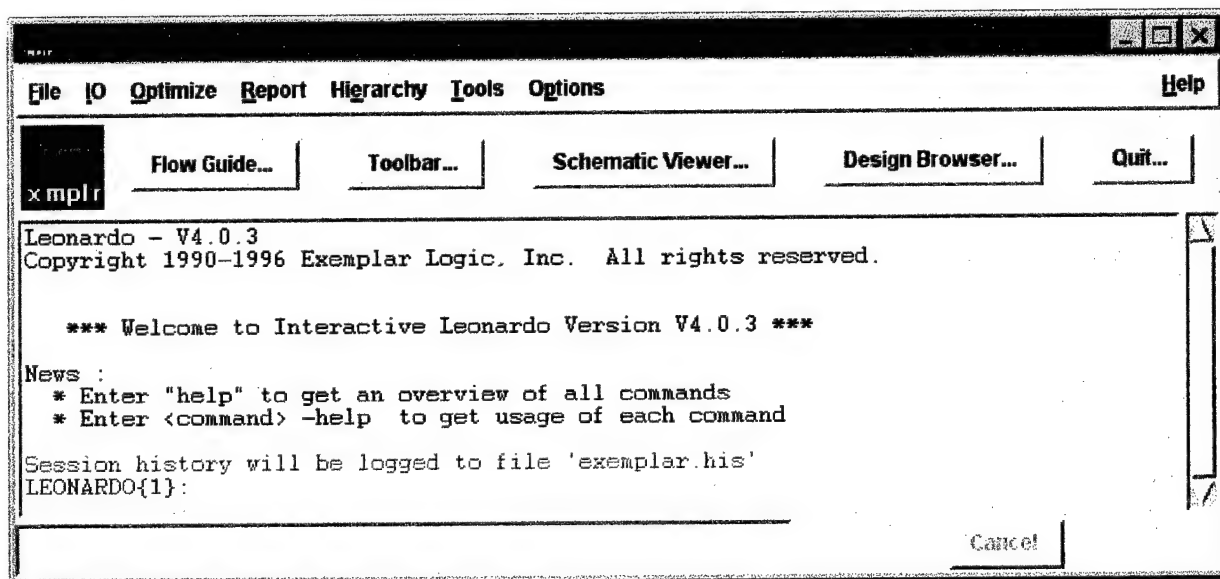 File IO Optimize Report Hierarchy Tools Options Help
x mplr Flow Guide... Toolbar... Schematic Viewer... Design Browser... Quit...
Leonardo - V4.0.3
Copyright 1990-1996 Exemplar Logic, Inc. All rights reserved.
*** Welcome to Interactive Leonardo Version V4.0.3 ***
News :
* Enter "help" to get an overview of all commands
* Enter <command> -help to get usage of each command
Session history will be logged to file 'exemplar.his'
LEONARDO{1}:
Cancel